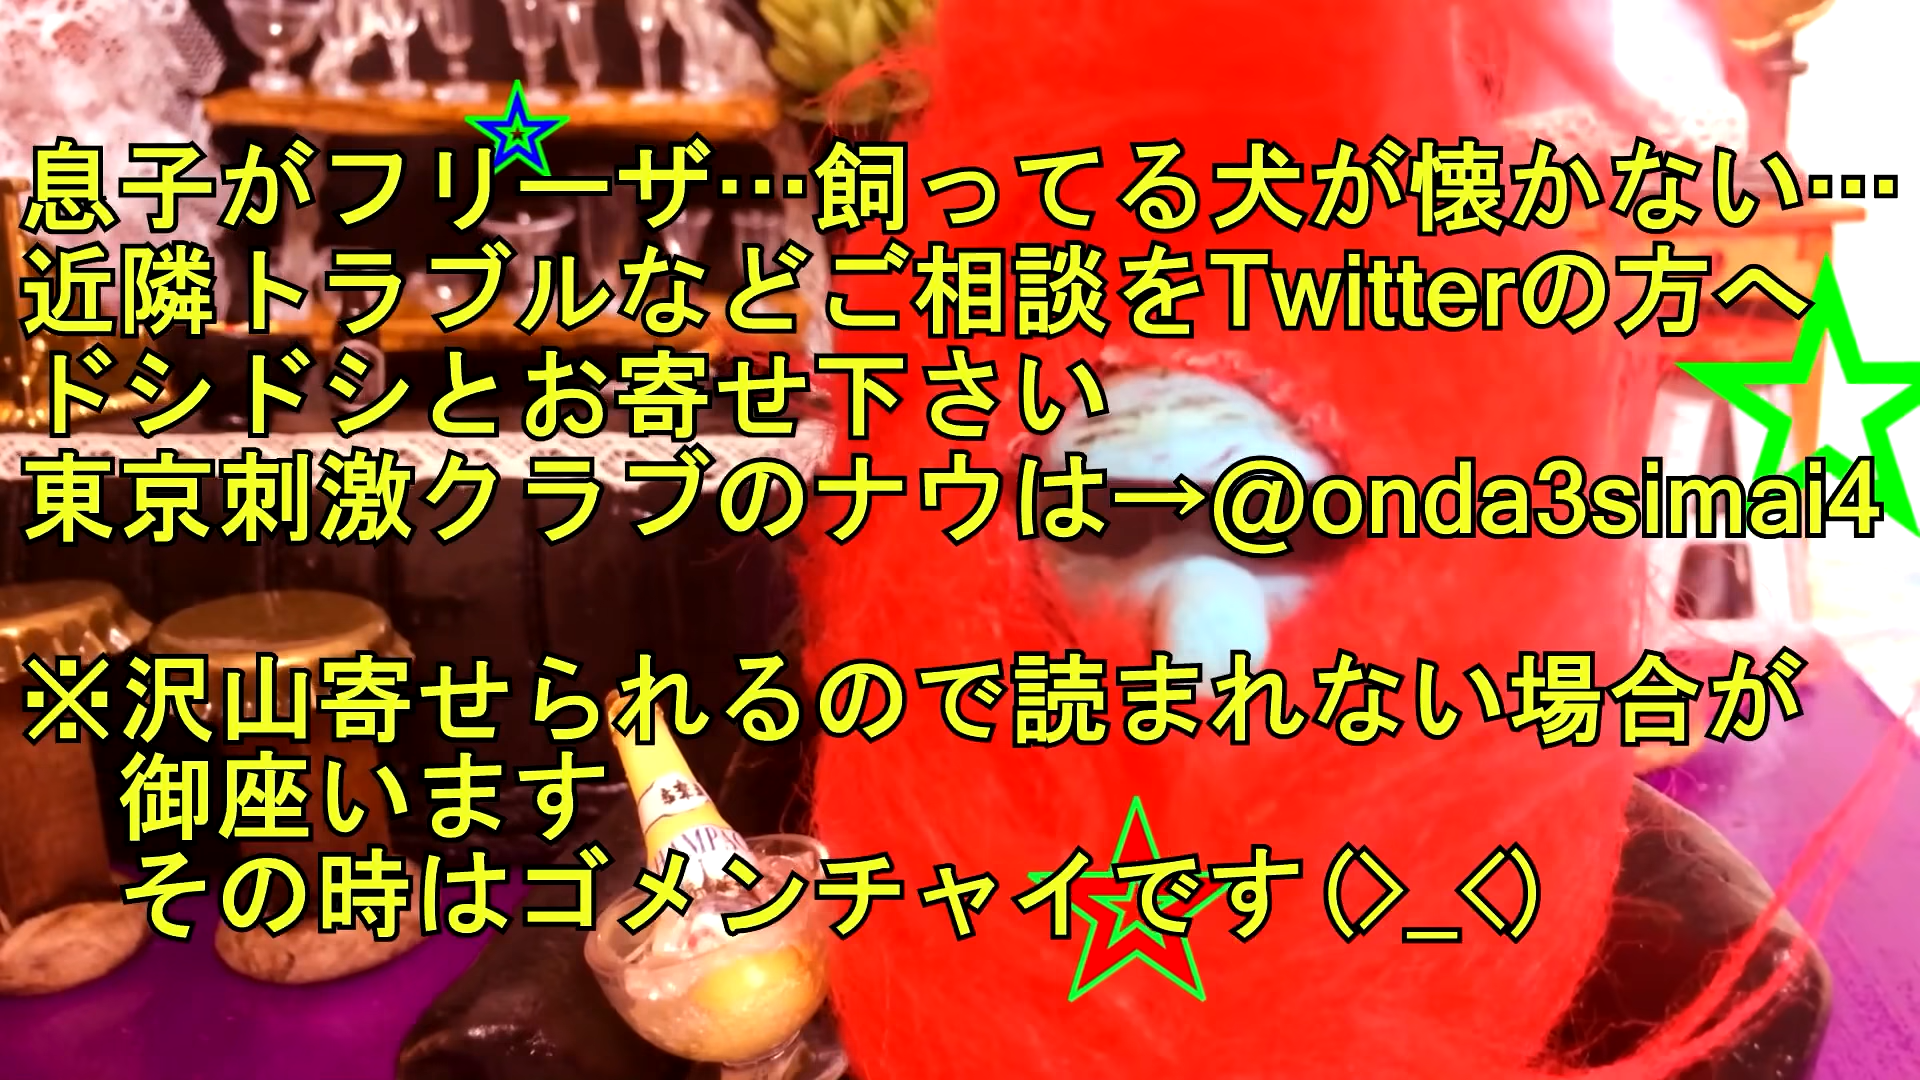 息子がフリーザ…飼ってる犬が懐かない…
近隣トラブルなどご相談をTwitterの方へ
ドシドシとお寄せ下さい
東京刺激クラブのナウは→@onda3simai4
※沢山寄せられるので読まれない場合が
御座います
その時はゴメンチャイです(>_<)